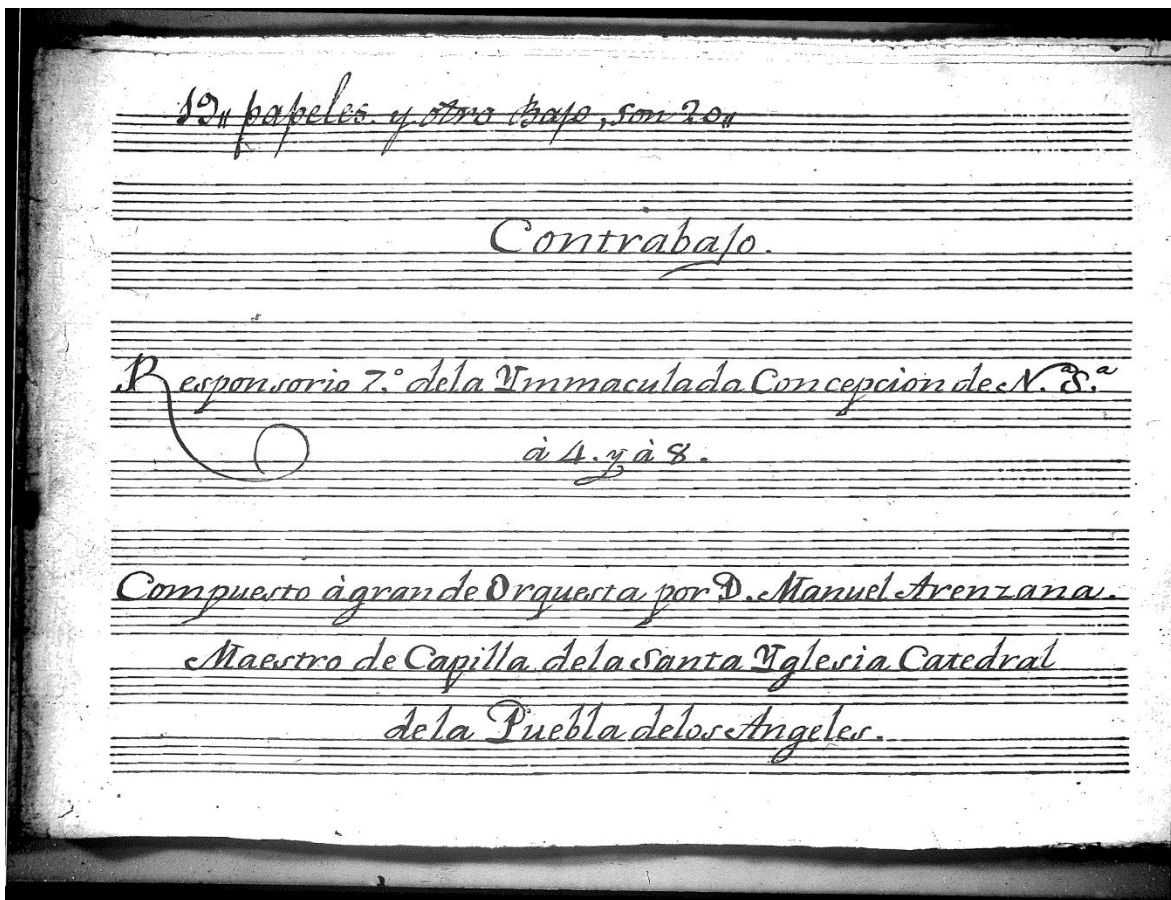 19,, papeles. y otro Bajo, son 20,,
Contrabajo.
Responsorio 7.º dela Ymmaculada Concepcion de N.ª S.ª
à 4. y à 8.
Compuesto à grande Orquesta por D. Manuel Arenzana.
Maestro de Capilla dela Santa Yglesia Catedral
dela Puebla delos Angeles.